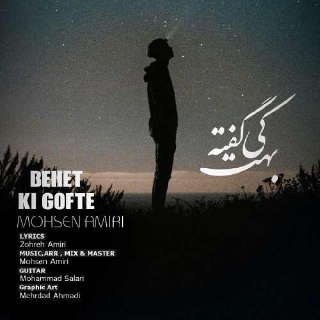 بهت کی گفته
BEHET
KI GOFTE
MOHSEN AMIRI
LYRICS
Zohreh Amiri
MUSIC,ARR , MIX & MASTER
Mohsen Amiri
GUITAR
Mohammad Salari
Graphic Art
Mehrdad Ahmadi